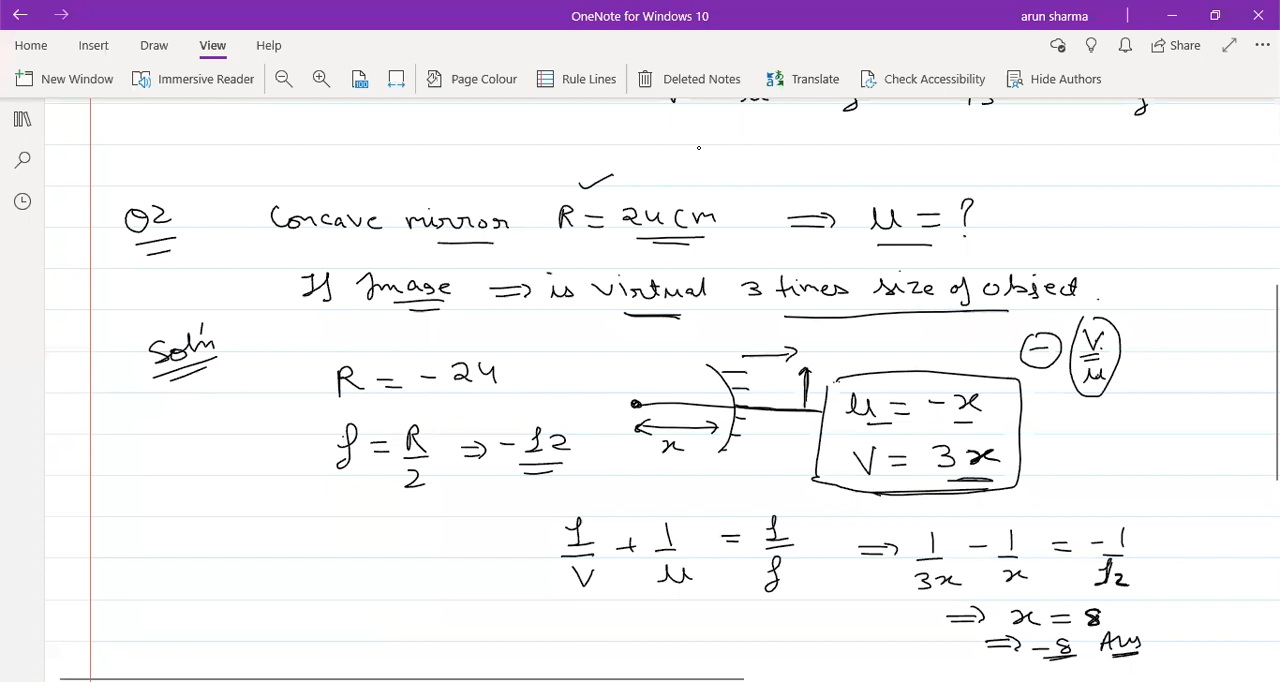 OneNote for Windows 10
arun sharma
Home Insert Draw View Help
Share
New Window Immersive Reader Page Colour Rule Lines Deleted Notes Translate Check Accessibility Hide Authors
Q2 Concave mirror R = 24 cm ⇒ u = ?
If Image ⇒ is virtual 3 times size of object.
Soln
R = - 24
f = R/2 ⇒ - 12
x
u = - x
V = 3x
- V/u
1/V + 1/u = 1/f ⇒ 1/3x - 1/x = -1/12
⇒ x = 8
⇒ - 8 Ans